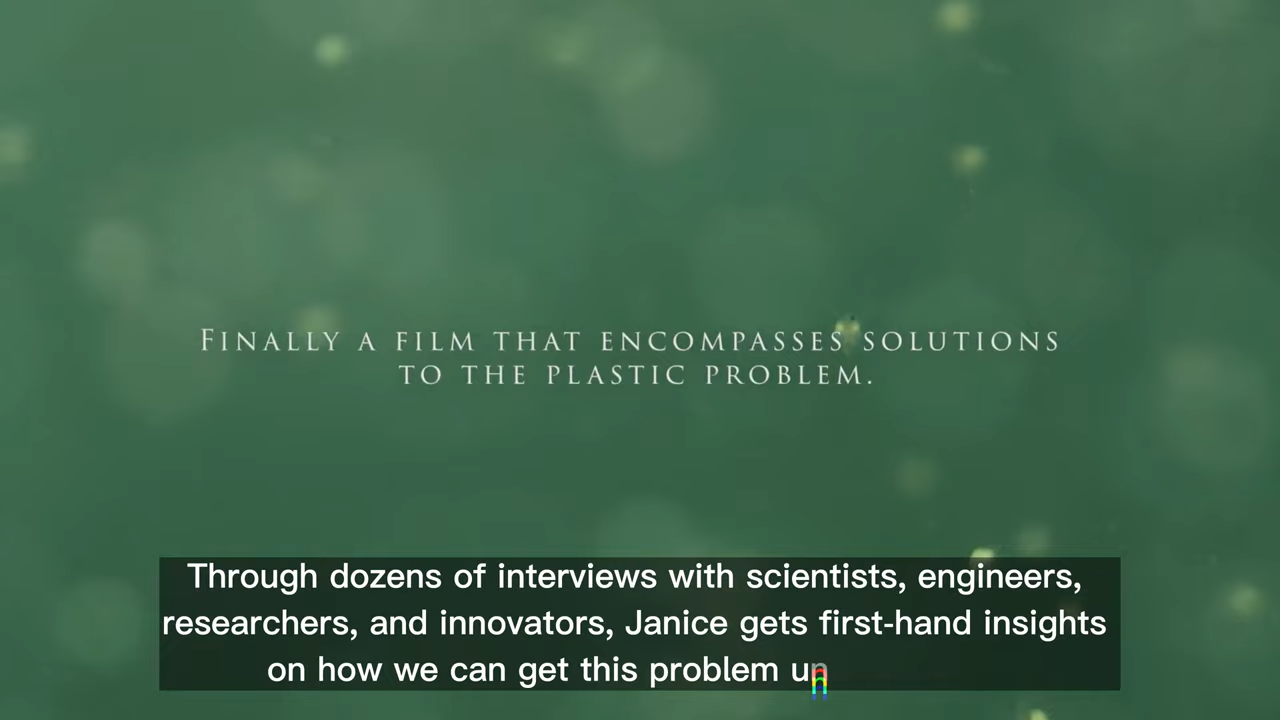 FINALLY A FILM THAT ENCOMPASSES SOLUTIONS
TO THE PLASTIC PROBLEM.
Through dozens of interviews with scientists, engineers,
researchers, and innovators, Janice gets first-hand insights
on how we can get this problem un